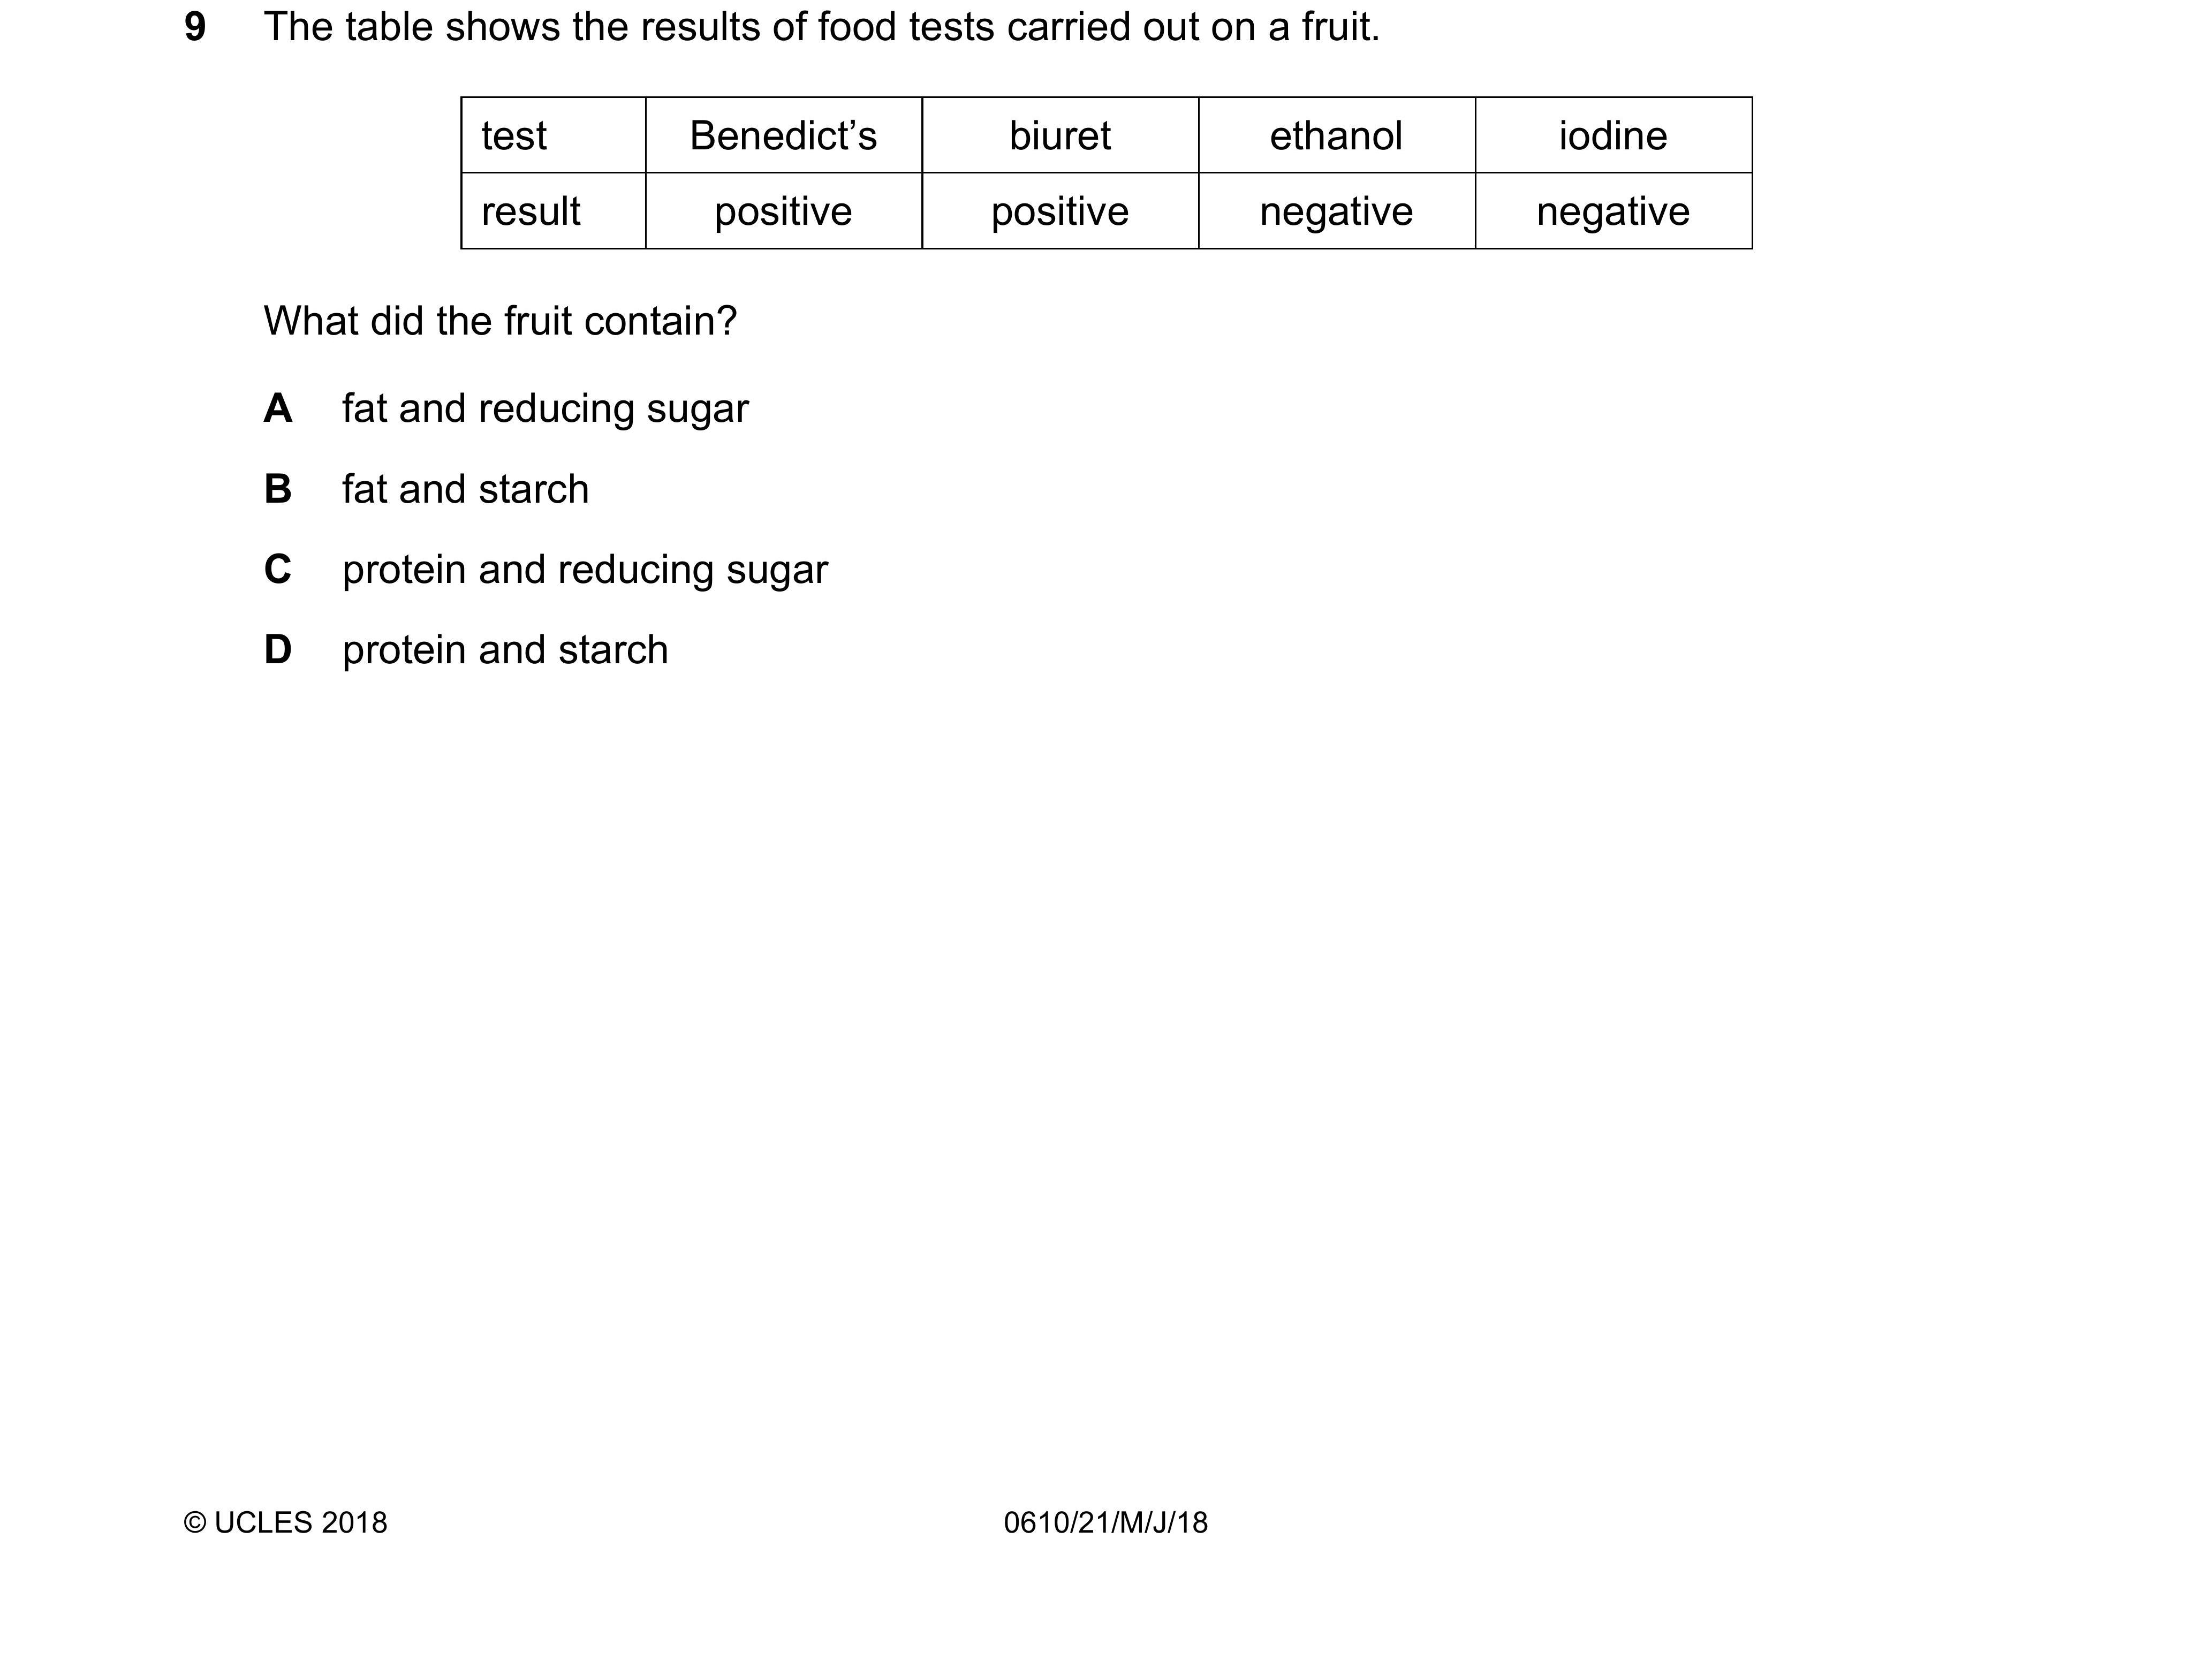 9 The table shows the results of food tests carried out on a fruit.
test Benedict’s biuret ethanol iodine
result positive positive negative negative
What did the fruit contain?
A fat and reducing sugar
B fat and starch
C protein and reducing sugar
D protein and starch
© UCLES 2018 0610/21/M/J/18